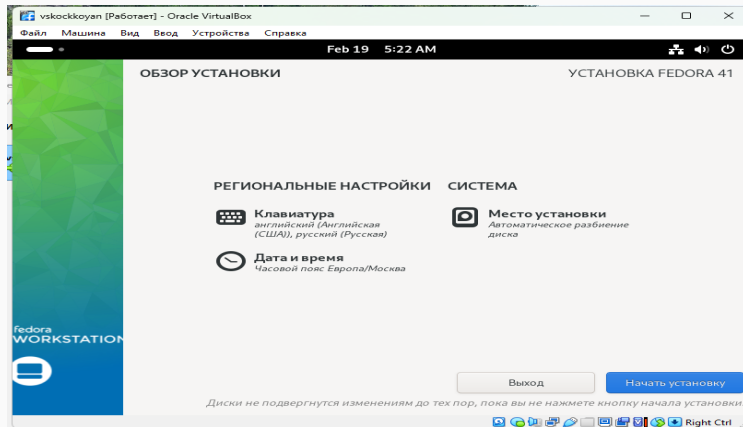 vskockkoyan [Работает] - Oracle VirtualBox
Файл Машина Вид Ввод Устройства Справка
Feb 19 5:22 AM
ОБЗОР УСТАНОВКИ
УСТАНОВКА FEDORA 41
РЕГИОНАЛЬНЫЕ НАСТРОЙКИ
Клавиатура
английский (Английская
(США)), русский (Русская)
Дата и время
Часовой пояс Европа/Москва
СИСТЕМА
Место установки
Автоматическое разбиение
диска
fedora
WORKSTATION
Выход
Начать установку
Диски не подвергнутся изменениям до тех пор, пока вы не нажмете кнопку начала установки.
Right Ctrl